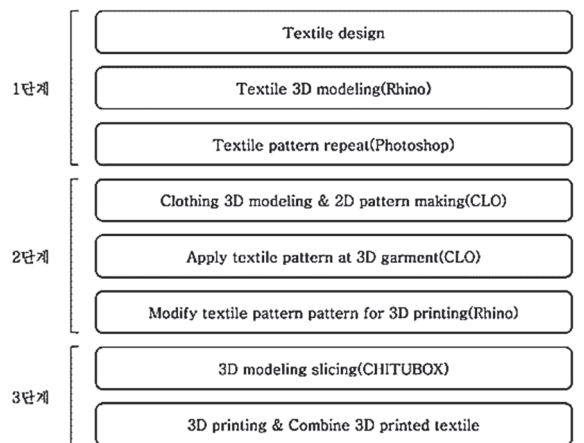 Textile design
1단계
Textile 3D modeling(Rhino)
Textile pattern repeat(Photoshop)
Clothing 3D modeling & 2D pattern making(CLO)
2단계
Apply textile pattern at 3D garment(CLO)
Modify textile pattern pattern for 3D printing(Rhino)
3D modeling slicing(CHITUBOX)
3단계
3D printing & Combine 3D printed textile